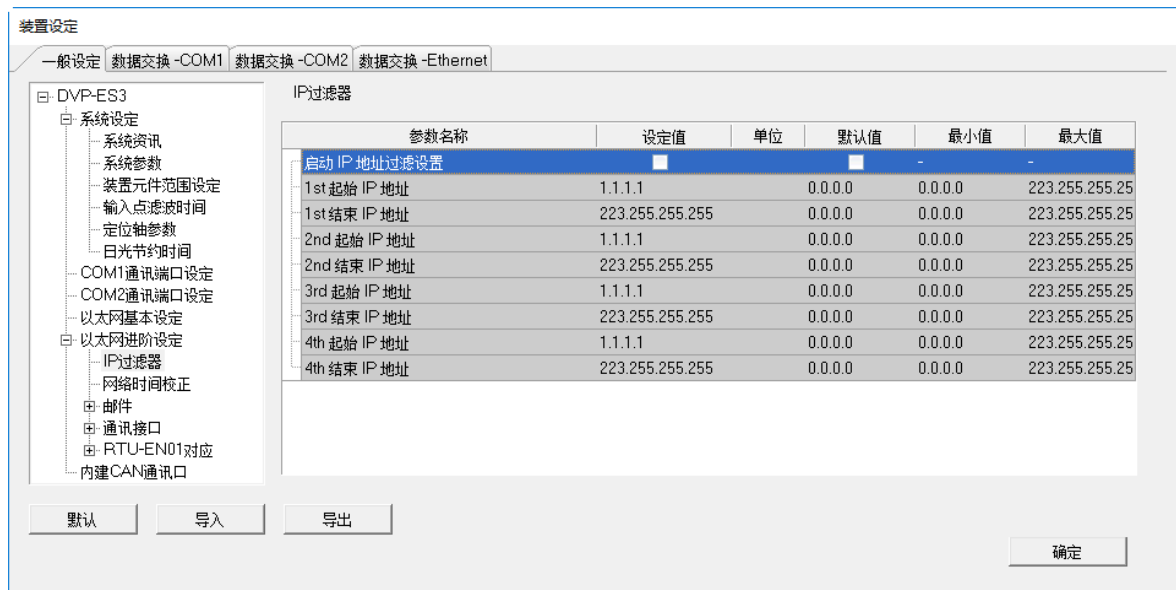 装置设定
一般设定 数据交换 -COM1 数据交换 -COM2 数据交换 -Ethernet
DVP-ES3
系统设定
系统资讯
系统参数
装置元件范围设定
输入点滤波时间
定位轴参数
日光节约时间
COM1通讯端口设定
COM2通讯端口设定
以太网基本设定
以太网进阶设定
IP过滤器
网络时间校正
邮件
通讯接口
RTU-EN01对应
内建CAN通讯口
IP过滤器
参数名称 设定值 单位 默认值 最小值 最大值
启动 IP 地址过滤设置 - -
1st 起始 IP 地址 1.1.1.1 0.0.0.0 0.0.0.0 223.255.255.25
1st 结束 IP 地址 223.255.255.255 0.0.0.0 0.0.0.0 223.255.255.25
2nd 起始 IP 地址 1.1.1.1 0.0.0.0 0.0.0.0 223.255.255.25
2nd 结束 IP 地址 223.255.255.255 0.0.0.0 0.0.0.0 223.255.255.25
3rd 起始 IP 地址 1.1.1.1 0.0.0.0 0.0.0.0 223.255.255.25
3rd 结束 IP 地址 223.255.255.255 0.0.0.0 0.0.0.0 223.255.255.25
4th 起始 IP 地址 1.1.1.1 0.0.0.0 0.0.0.0 223.255.255.25
4th 结束 IP 地址 223.255.255.255 0.0.0.0 0.0.0.0 223.255.255.25
默认 导入 导出
确定